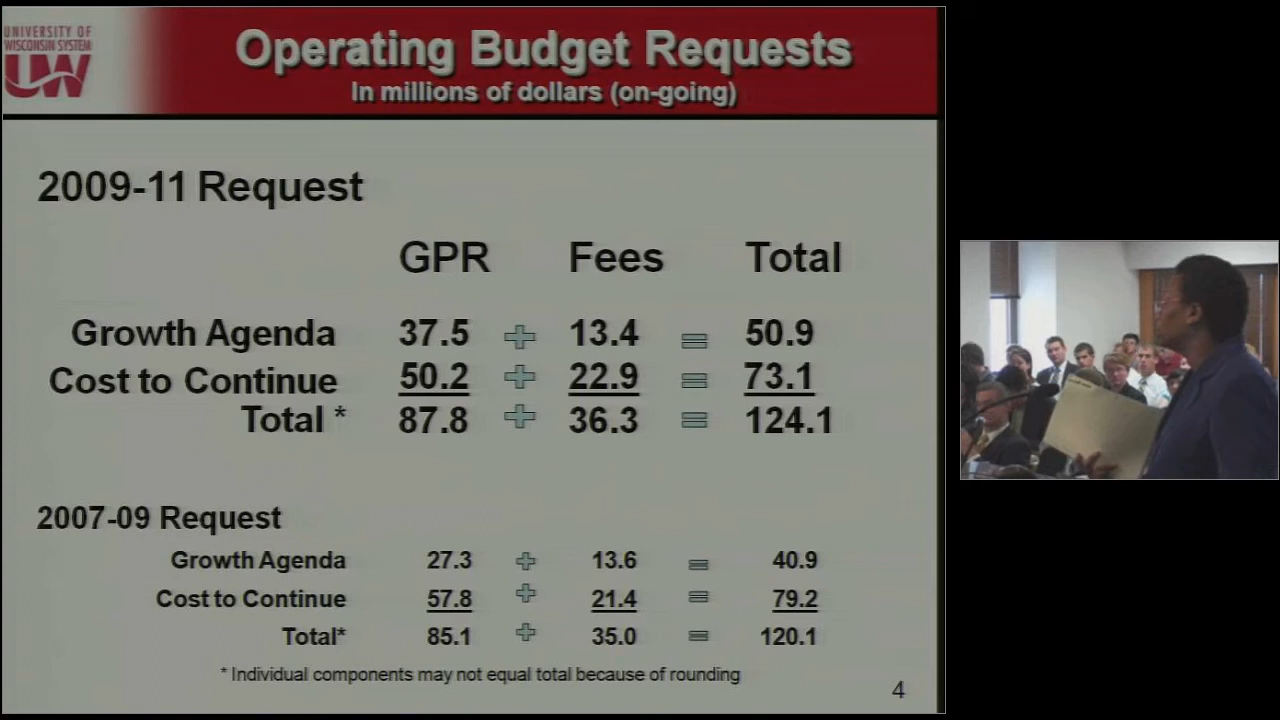 UNIVERSITY OF
WISCONSIN SYSTEM
UW
Operating Budget Requests
In millions of dollars (on-going)
2009-11 Request
GPR Fees Total
Growth Agenda 37.5 + 13.4 = 50.9
Cost to Continue 50.2 + 22.9 = 73.1
Total * 87.8 + 36.3 = 124.1
2007-09 Request
Growth Agenda 27.3 + 13.6 = 40.9
Cost to Continue 57.8 + 21.4 = 79.2
Total* 85.1 + 35.0 = 120.1
* Individual components may not equal total because of rounding
4